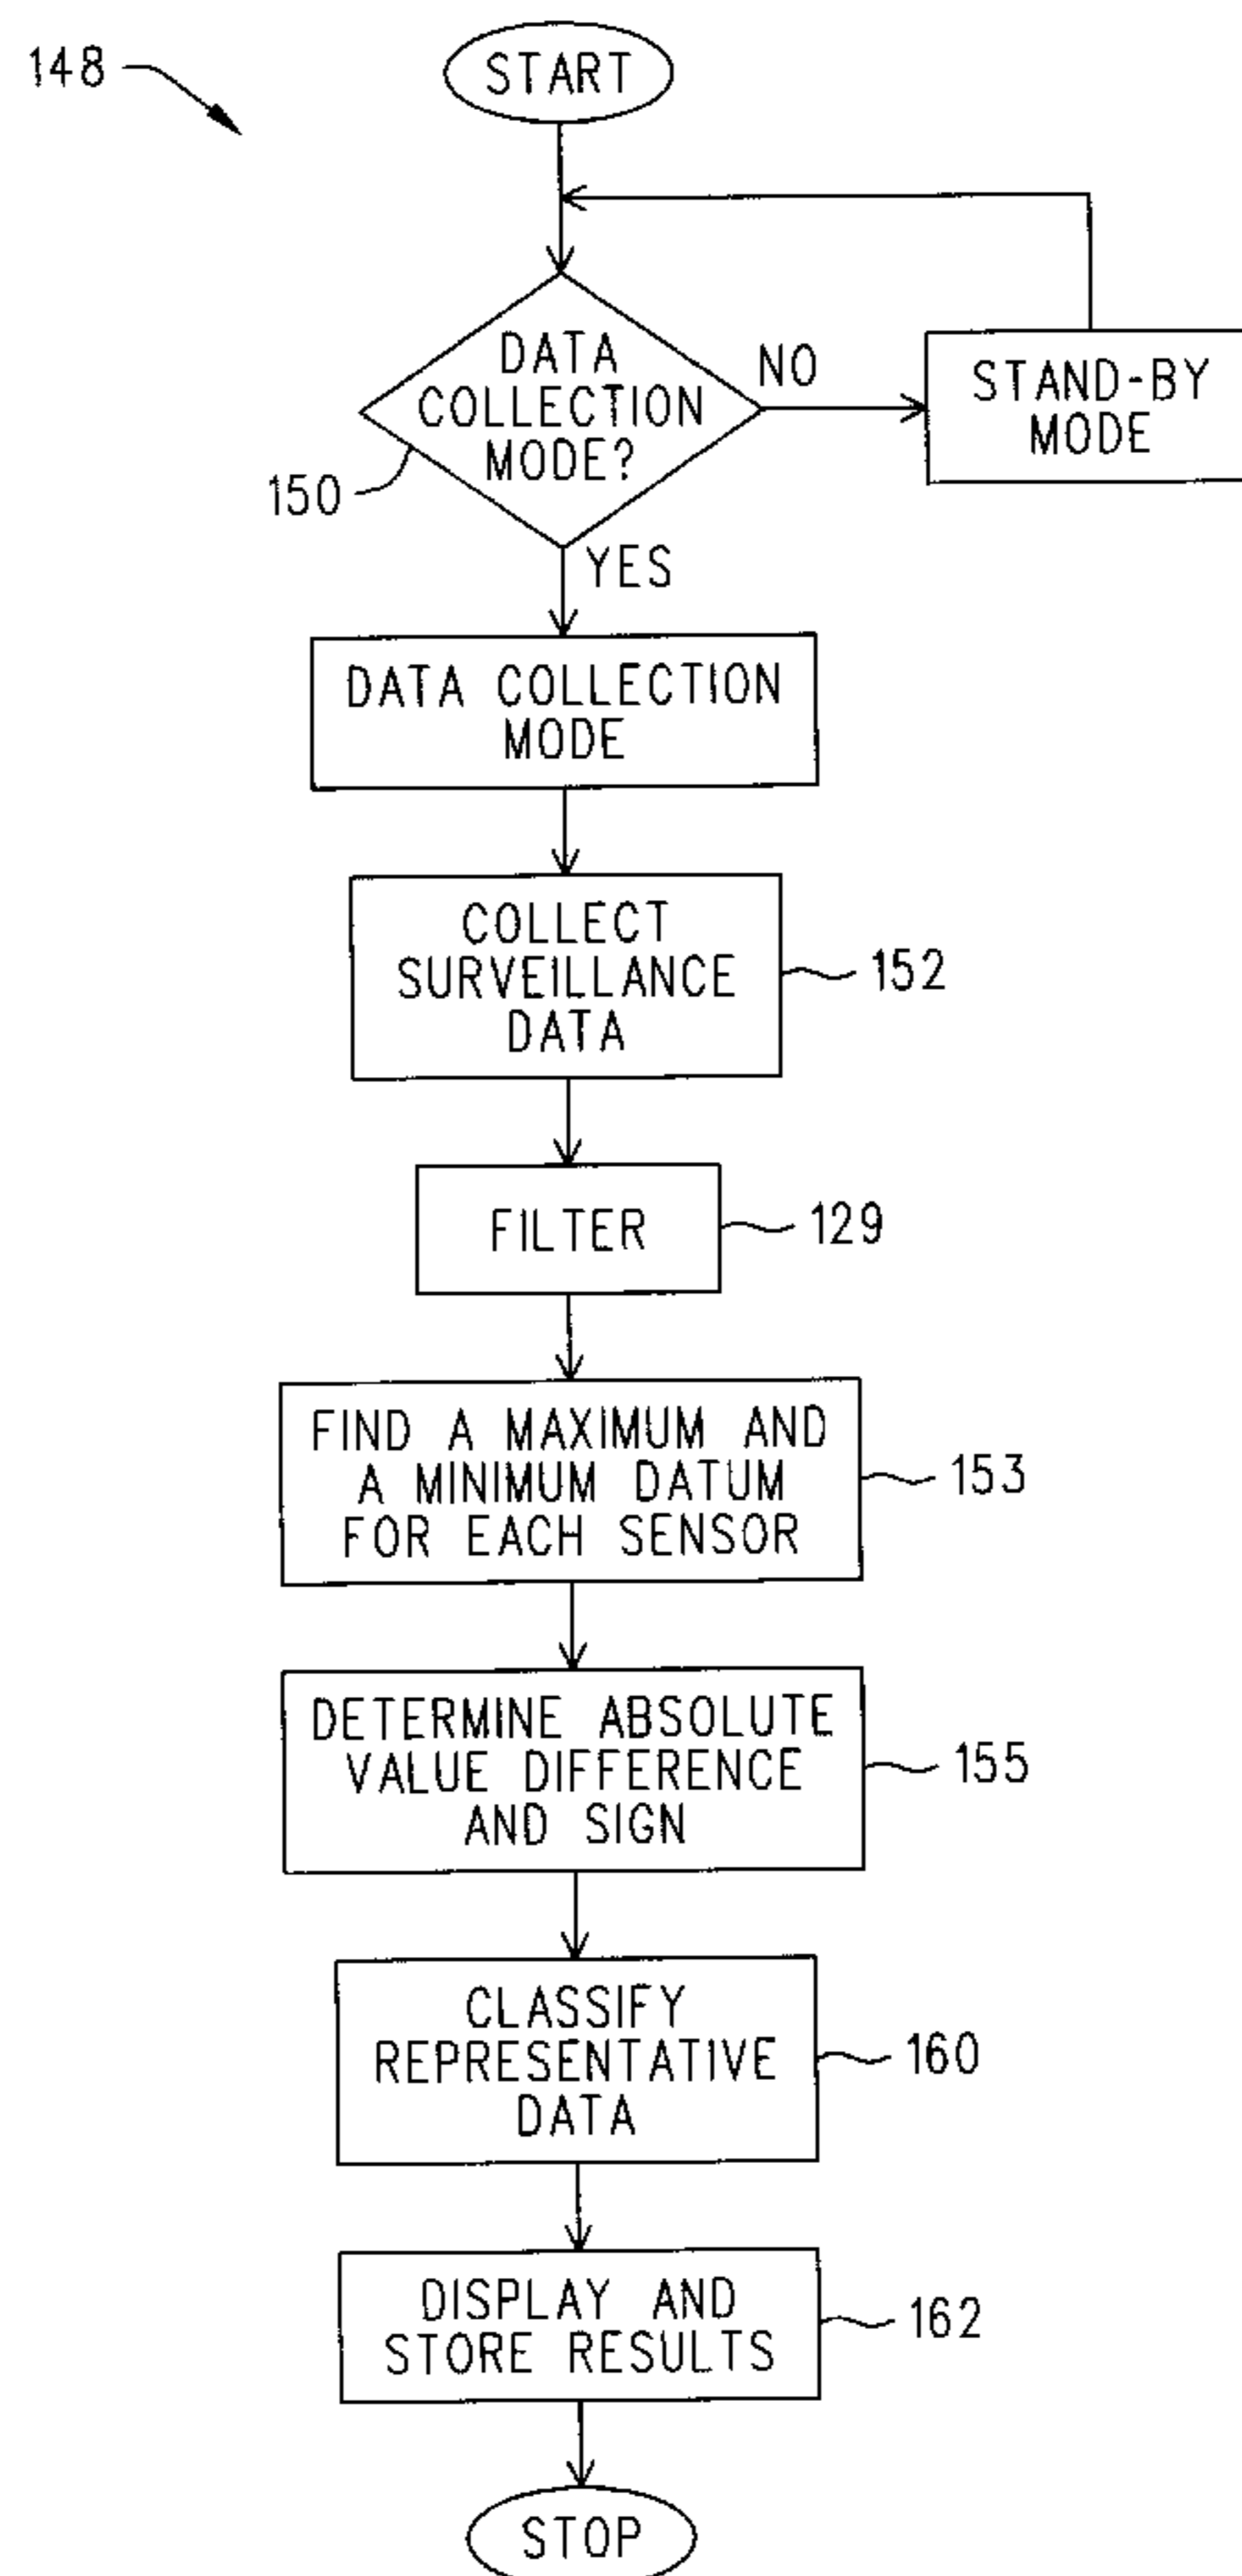 148
START
DATA
COLLECTION
MODE?
NO
STAND-BY
MODE
150
YES
DATA COLLECTION
MODE
COLLECT
SURVEILLANCE
DATA
152
FILTER
129
FIND A MAXIMUM AND
A MINIMUM DATUM
FOR EACH SENSOR
153
DETERMINE ABSOLUTE
VALUE DIFFERENCE
AND SIGN
155
CLASSIFY
REPRESENTATIVE
DATA
160
DISPLAY AND
STORE RESULTS
162
STOP